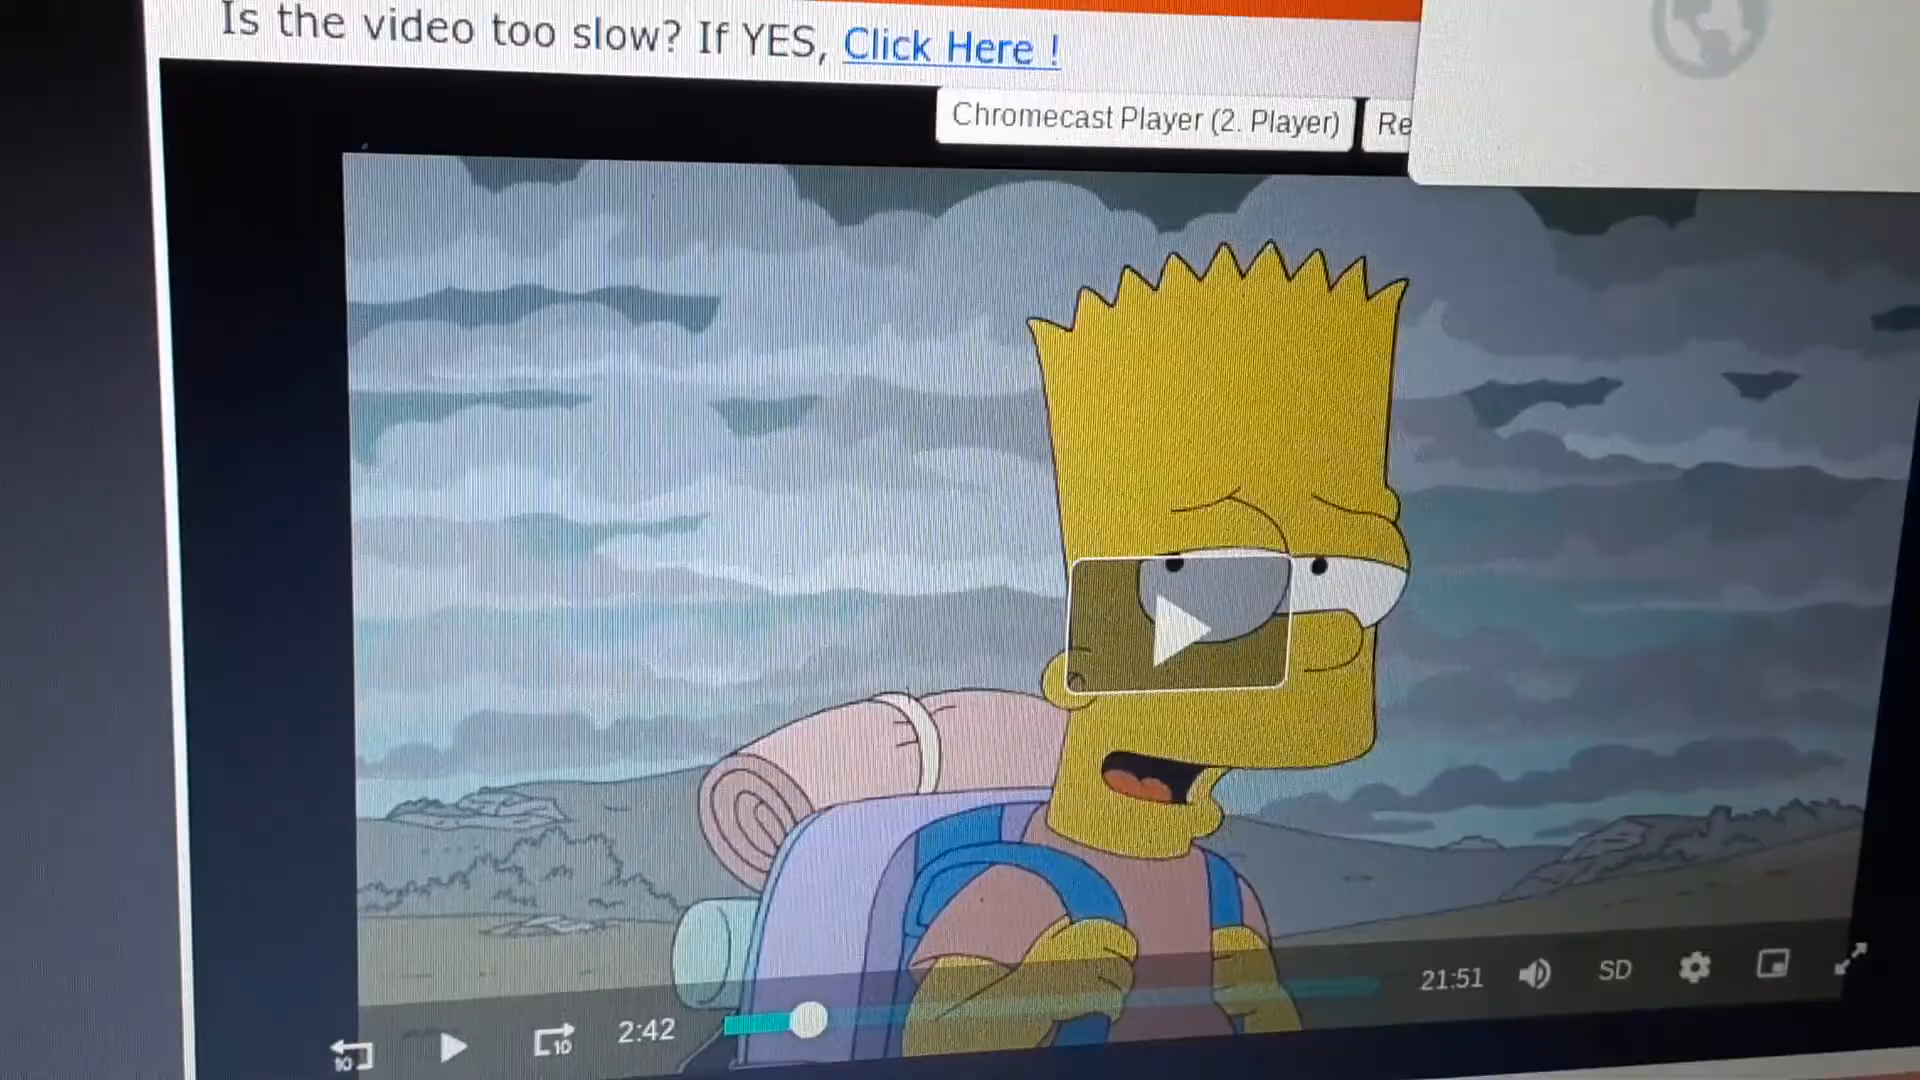 Is the video too slow? If YES, Click Here !
Chromecast Player (2. Player)
Re
10
10
2:42
21:51
SD